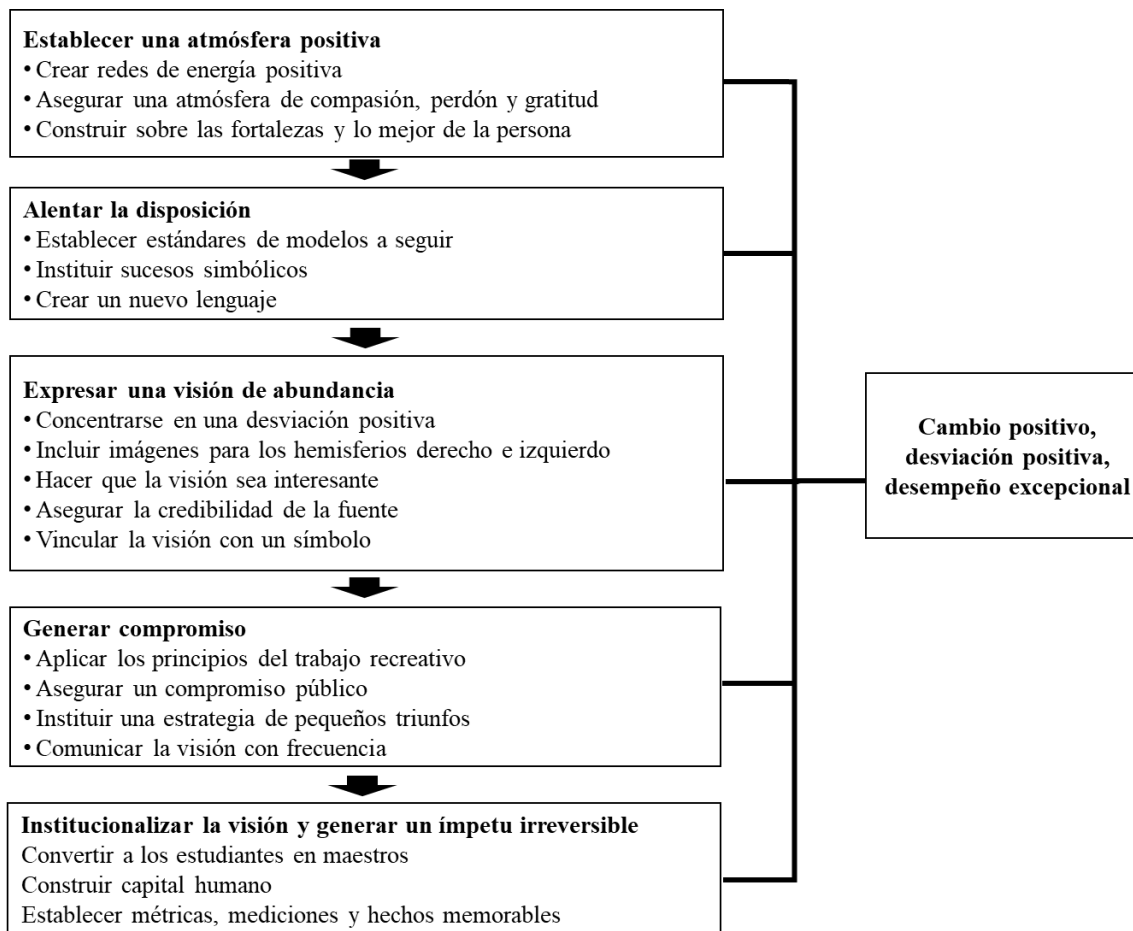 Establecer una atmósfera positiva
• Crear redes de energía positiva
• Asegurar una atmósfera de compasión, perdón y gratitud
• Construir sobre las fortalezas y lo mejor de la persona
Alentar la disposición
• Establecer estándares de modelos a seguir
• Instituir sucesos simbólicos
• Crear un nuevo lenguaje
Expresar una visión de abundancia
• Concentrarse en una desviación positiva
• Incluir imágenes para los hemisferios derecho e izquierdo
• Hacer que la visión sea interesante
• Asegurar la credibilidad de la fuente
• Vincular la visión con un símbolo
Generar compromiso
• Aplicar los principios del trabajo recreativo
• Asegurar un compromiso público
• Instituir una estrategia de pequeños triunfos
• Comunicar la visión con frecuencia
Institucionalizar la visión y generar un ímpetu irreversible
Convertir a los estudiantes en maestros
Construir capital humano
Establecer métricas, mediciones y hechos memorables
Cambio positivo,
desviación positiva,
desempeño excepcional